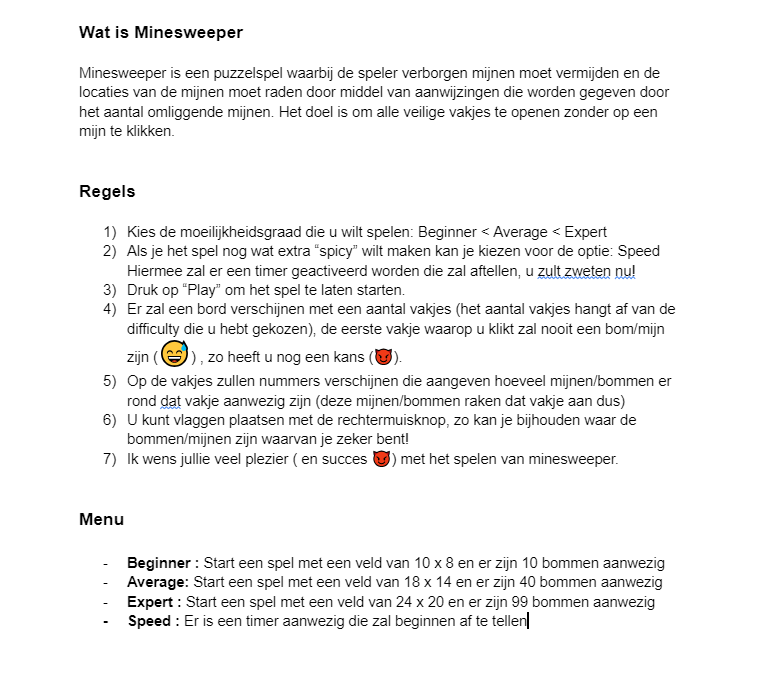 Wat is Minesweeper
Minesweeper is een puzzelspel waarbij de speler verborgen mijnen moet vermijden en de
locaties van de mijnen moet raden door middel van aanwijzingen die worden gegeven door
het aantal omliggende mijnen. Het doel is om alle veilige vakjes te openen zonder op een
mijn te klikken.
Regels
1) Kies de moeilijkheidsgraad die u wilt spelen: Beginner < Average < Expert
2) Als je het spel nog wat extra “spicy” wilt maken kan je kiezen voor de optie: Speed
Hiermee zal er een timer geactiveerd worden die zal aftellen, u zult zweten nu!
3) Druk op “Play” om het spel te laten starten.
4) Er zal een bord verschijnen met een aantal vakjes (het aantal vakjes hangt af van de
difficulty die u hebt gekozen), de eerste vakje waarop u klikt zal nooit een bom/mijn
zijn (😅) , zo heeft u nog een kans (😈).
5) Op de vakjes zullen nummers verschijnen die aangeven hoeveel mijnen/bommen er
rond dat vakje aanwezig zijn (deze mijnen/bommen raken dat vakje aan dus)
6) U kunt vlaggen plaatsen met de rechtermuisknop, zo kan je bijhouden waar de
bommen/mijnen zijn waarvan je zeker bent!
7) Ik wens jullie veel plezier ( en succes 😈) met het spelen van minesweeper.
Menu
- Beginner : Start een spel met een veld van 10 x 8 en er zijn 10 bommen aanwezig
- Average: Start een spel met een veld van 18 x 14 en er zijn 40 bommen aanwezig
- Expert : Start een spel met een veld van 24 x 20 en er zijn 99 bommen aanwezig
- Speed : Er is een timer aanwezig die zal beginnen af te tellen